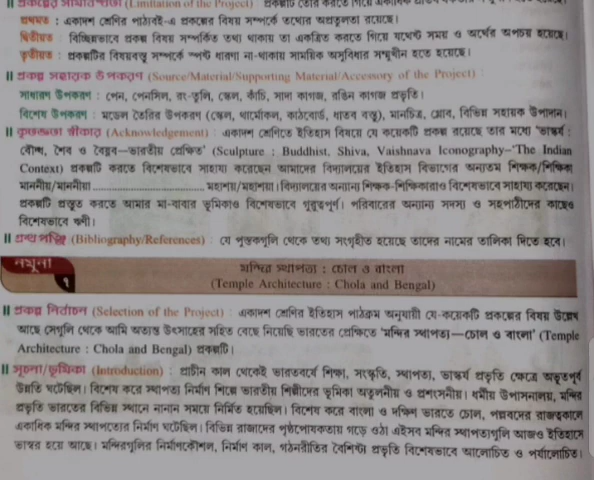 ॥ প্রকল্পের সীমাবদ্ধতা (Limitation of the Project) : প্রকল্পটি তৈরি করতে গিয়ে
প্রথমত : একাদশ শ্রেণির পাঠ্যবই-এ প্রকল্পের বিষয় সম্পর্কে তথ্যের অপ্রতুলতা রয়েছে।
দ্বিতীয়ত : বিচ্ছিন্নভাবে প্রকল্প বিষয় সম্পর্কিত তথ্য থাকায় তা একত্রিত করতে গিয়ে যথেষ্ট সময় ও অর্থের অপচয় হয়েছে।
তৃতীয়ত : প্রকল্পটির বিষয়বস্তু সম্পর্কে স্পষ্ট ধারণা না-থাকায় সাময়িক অসুবিধার সম্মুখীন হতে হয়েছে।
॥ প্রকল্প সহায়ক উপকরণ (Source/Material/Supporting Material/Accessory of the Project) :
সাধারণ উপকরণ : পেন, পেনসিল, রং-তুলি, স্কেল, কাঁচি, সাদা কাগজ, রঙিন কাগজ প্রভৃতি।
বিশেষ উপকরণ : মডেল তৈরির উপকরণ (স্কেল, থার্মোকল, কাঠবোর্ড, ধাতব বস্তু), মানচিত্র, গ্লোব, বিভিন্ন সহায়ক উপাদান।
॥ কৃতজ্ঞতা স্বীকার (Acknowledgement) : একাদশ শ্রেণিতে ইতিহাস বিষয়ে যে কয়েকটি প্রকল্প রয়েছে তার মধ্যে 'ভাস্কর্য :
বৌদ্ধ, শৈব ও বৈষ্ণব—ভারতীয় প্রেক্ষিত' (Sculpture : Buddhist, Shiva, Vaishnava Iconography–'The Indian
Context) প্রকল্পটি করতে বিশেষভাবে সাহায্য করেছেন আমাদের বিদ্যালয়ের ইতিহাস বিভাগের অন্যতম শিক্ষক/শিক্ষিকা
মাননীয়/মাননীয়া.............................. মহাশয়/মহাশয়া। বিদ্যালয়ের অন্যান্য শিক্ষক-শিক্ষিকারাও বিশেষভাবে সাহায্য করেছেন।
প্রকল্পটি প্রস্তুত করতে আমার মা-বাবার ভূমিকাও বিশেষভাবে গুরুত্বপূর্ণ। পরিবারের অন্যান্য সদস্য ও সহপাঠীদের কাছেও
বিশেষভাবে ঋণী।
॥ গ্রন্থপঞ্জি (Bibliography/References) : যে পুস্তকগুলি থেকে তথ্য সংগৃহীত হয়েছে তাদের নামের তালিকা দিতে হবে।
নমুনা
১
মন্দির স্থাপত্য : চোল ও বাংলা
(Temple Architecture : Chola and Bengal)
॥ প্রকল্প নির্বাচন (Selection of the Project) : একাদশ শ্রেণির ইতিহাস পাঠক্রম অনুযায়ী যে-কয়েকটি প্রকল্পের বিষয় উল্লেখ
আছে সেগুলি থেকে আমি অত্যন্ত উৎসাহের সহিত বেছে নিয়েছি ভারতের প্রেক্ষিতে 'মন্দির স্থাপত্য—চোল ও বাংলা' (Temple
Architecture : Chola and Bengal) প্রকল্পটি।
॥ সূচনা/ভূমিকা (Introduction) : প্রাচীন কাল থেকেই ভারতবর্ষে শিক্ষা, সংস্কৃতি, স্থাপত্য, ভাস্কর্য প্রভৃতি ক্ষেত্রে অভূতপূর্ব
উন্নতি ঘটেছিল। বিশেষ করে স্থাপত্য নির্মাণ শিল্পে ভারতীয় শিল্পীদের ভূমিকা অতুলনীয় ও প্রশংসনীয়। ধর্মীয় উপাসনালয়, মন্দির
প্রভৃতি ভারতের বিভিন্ন স্থানে নানান সময়ে নির্মিত হয়েছিল। বিশেষ করে বাংলা ও দক্ষিণ ভারতে চোল, পল্লবদের রাজত্বকালে
একাধিক মন্দির স্থাপত্যের নির্মাণ ঘটেছিল। বিভিন্ন রাজাদের পৃষ্ঠপোষকতায় গড়ে ওঠা এইসব মন্দির স্থাপত্যগুলি আজও ইতিহাসে
ভাস্বর হয়ে আছে। মন্দিরগুলির নির্মাণকৌশল, নির্মাণ কাল, গঠনরীতির বৈশিষ্ট্য প্রভৃতি বিশেষভাবে আলোচিত ও পর্যালোচিত।